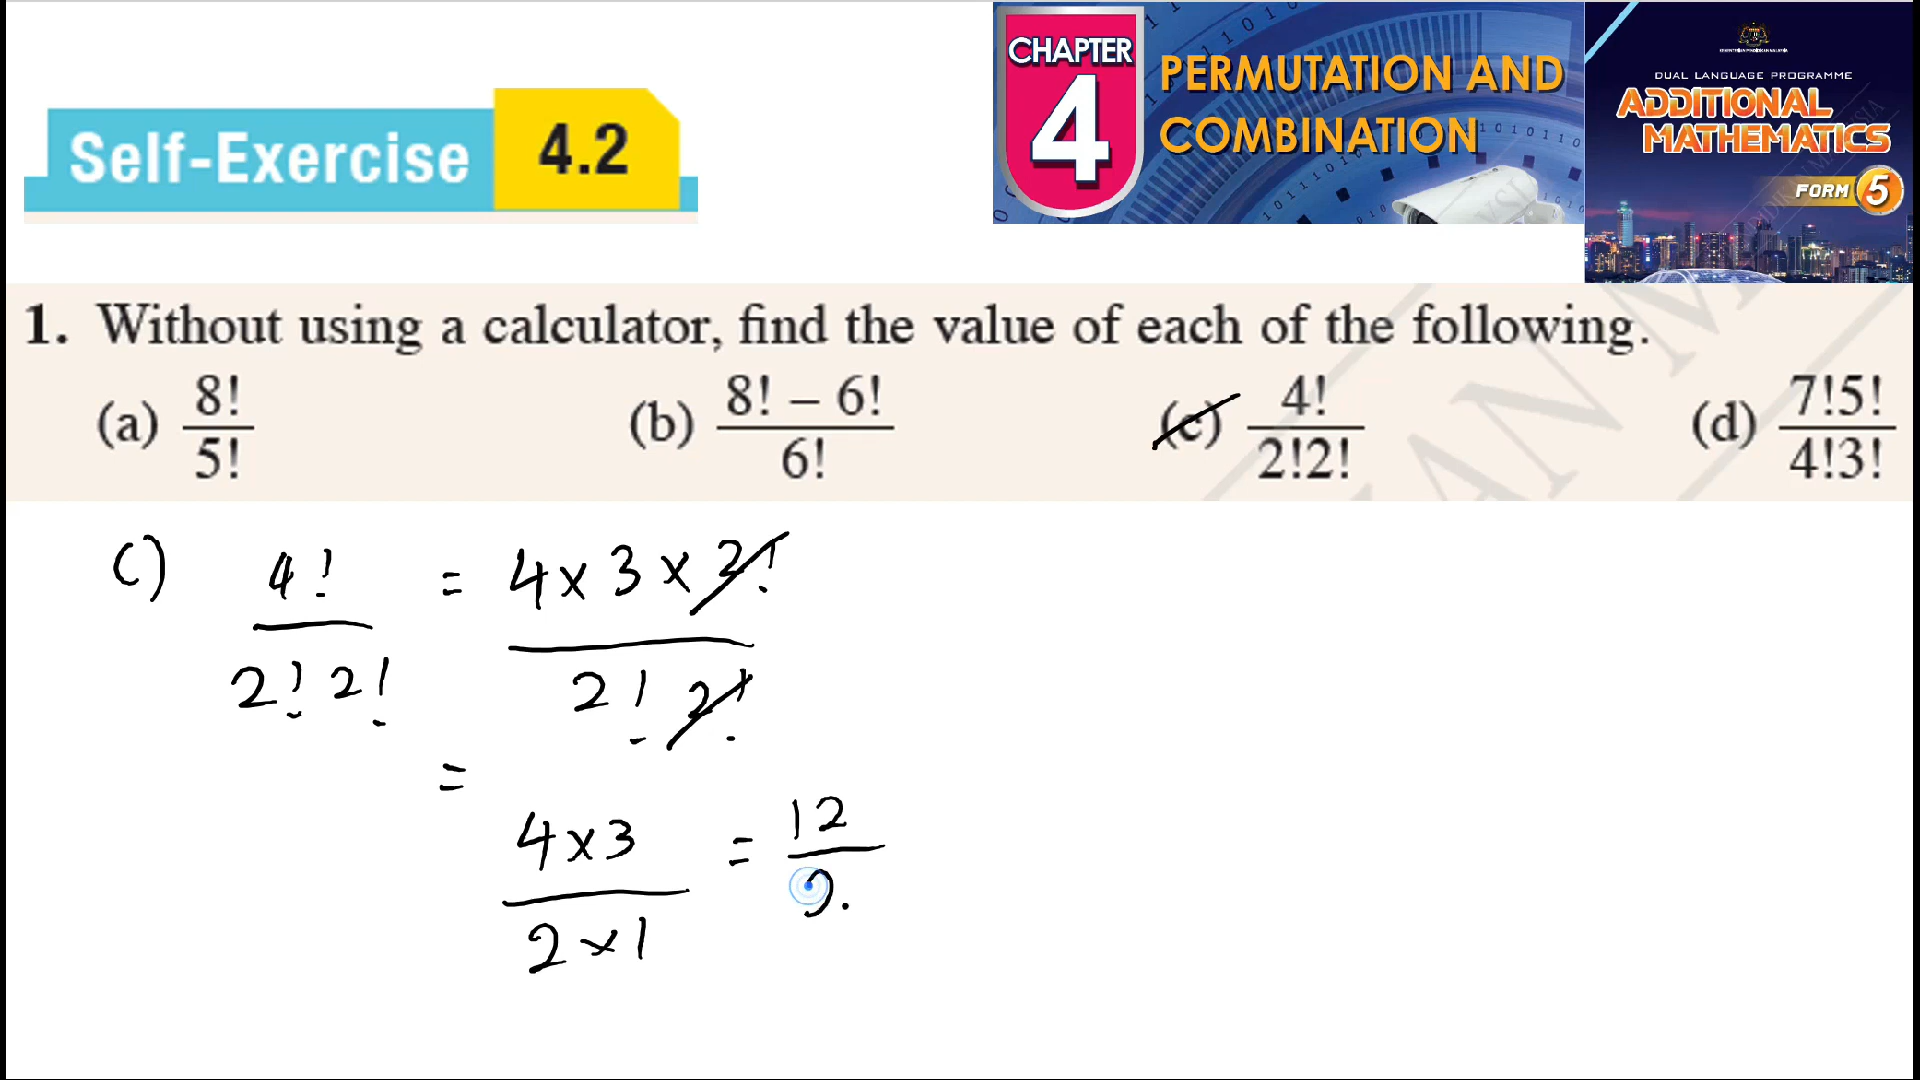 CHAPTER
4
PERMUTATION AND
COMBINATION
DUAL LANGUAGE PROGRAMME
ADDITIONAL
MATHEMATICS
FORM 5
Self-Exercise 4.2
1. Without using a calculator, find the value of each of the following.
(a) 8!/5! (b) (8! – 6!)/6! (c) 4!/2!2! (d) 7!5!/4!3!
c) 4!/2!2! = 4 x 3 x 2!/2! 2!
= 4 x 3/2 x 1 = 12/2